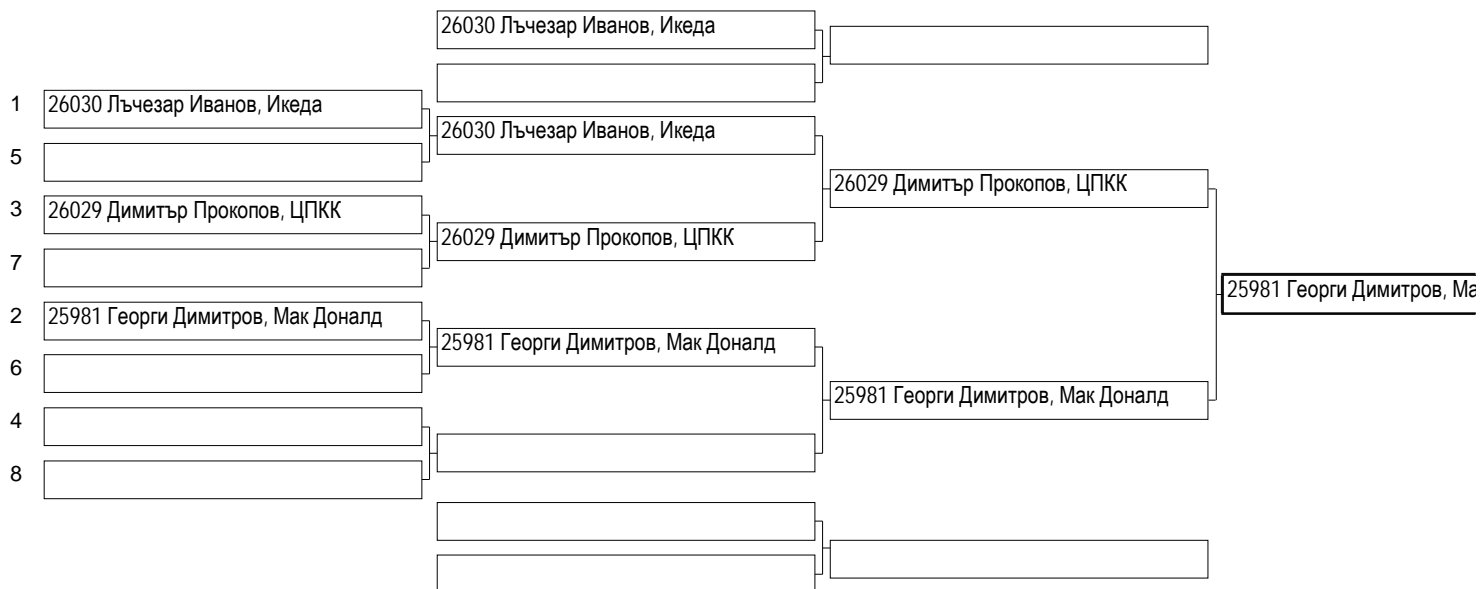 26030 Лъчезар Иванов, Икеда
1 26030 Лъчезар Иванов, Икеда
26030 Лъчезар Иванов, Икеда
5
26029 Димитър Прокопов, ЦПКК
3 26029 Димитър Прокопов, ЦПКК
26029 Димитър Прокопов, ЦПКК
7
25981 Георги Димитров, Ма
2 25981 Георги Димитров, Мак Доналд
25981 Георги Димитров, Мак Доналд
6
25981 Георги Димитров, Мак Доналд
4
8